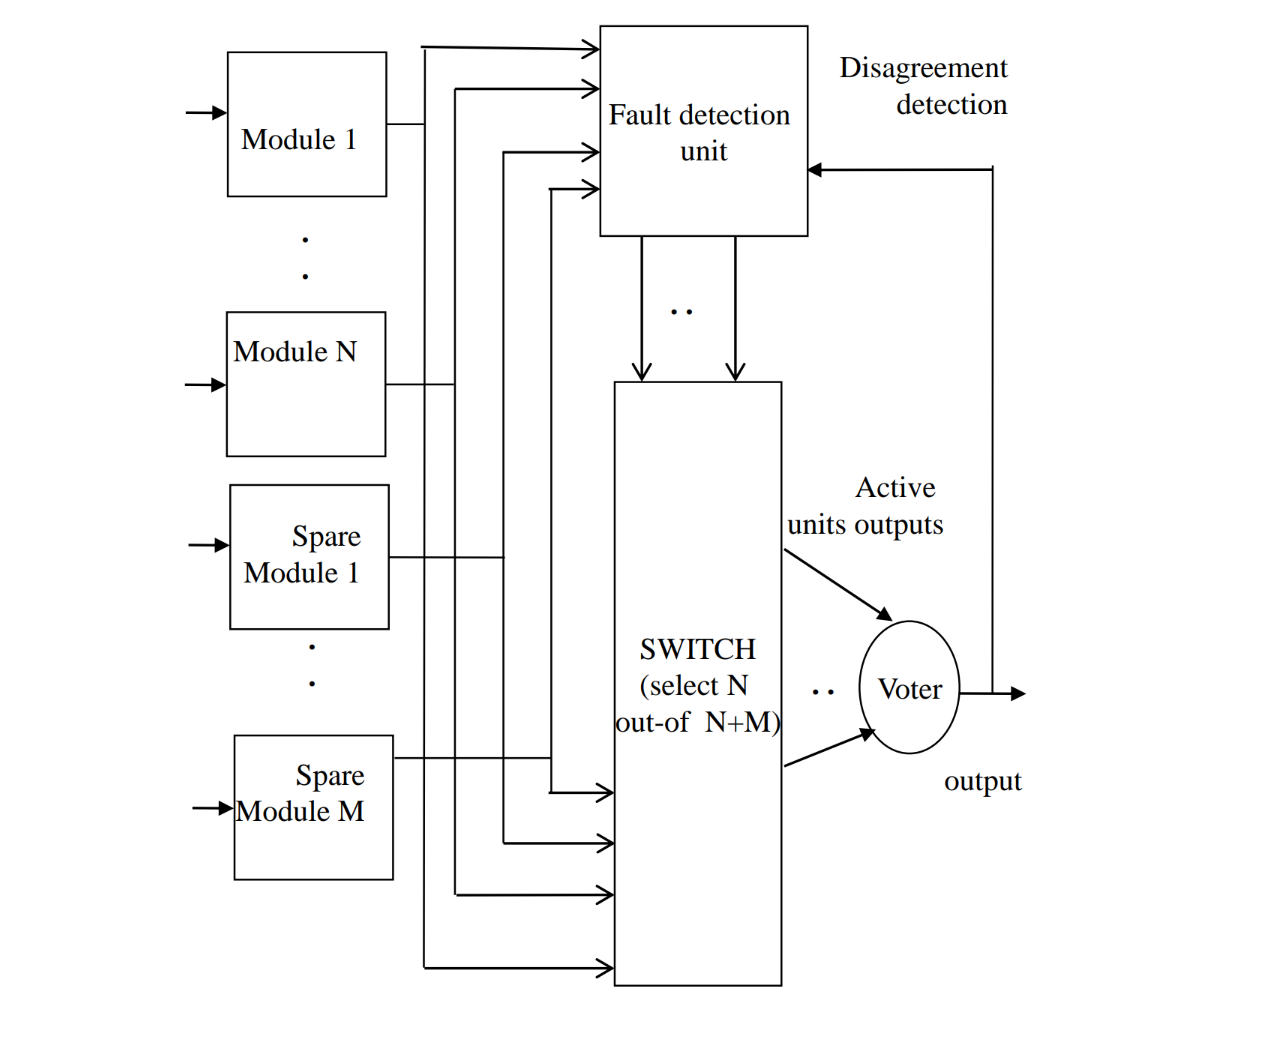 Module 1
Module N
Spare
Module 1
Spare
Module M
Fault detection
unit
Disagreement
detection
SWITCH
(select N
out-of N+M)
Active
units outputs
Voter
output